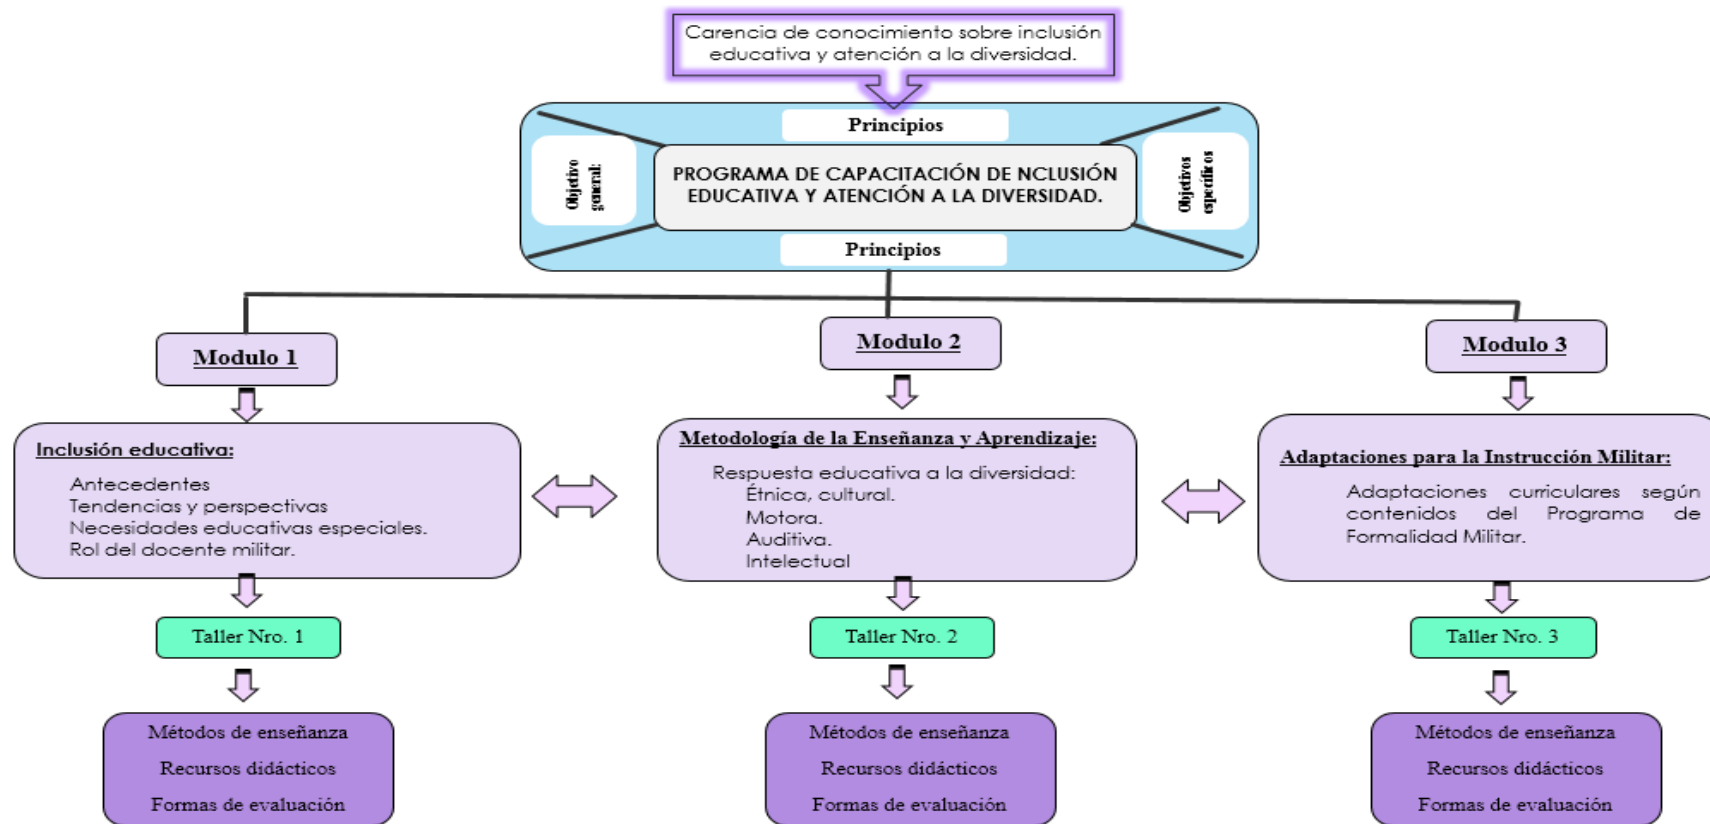 Carencia de conocimiento sobre inclusión
educativa y atención a la diversidad.
Principios
Objetivo
general:
PROGRAMA DE CAPACITACIÓN DE NCLUSIÓN
EDUCATIVA Y ATENCIÓN A LA DIVERSIDAD.
Objetivos
específicos
Principios
Modulo 1
Modulo 2
Modulo 3
Inclusión educativa:
Antecedentes
Tendencias y perspectivas
Necesidades educativas especiales.
Rol del docente militar.
Metodología de la Enseñanza y Aprendizaje:
Respuesta educativa a la diversidad:
Étnica, cultural.
Motora.
Auditiva.
Intelectual
Adaptaciones para la Instrucción Militar:
Adaptaciones curriculares según
contenidos del Programa de
Formalidad Militar.
Taller Nro. 1
Taller Nro. 2
Taller Nro. 3
Métodos de enseñanza
Recursos didácticos
Formas de evaluación
Métodos de enseñanza
Recursos didácticos
Formas de evaluación
Métodos de enseñanza
Recursos didácticos
Formas de evaluación